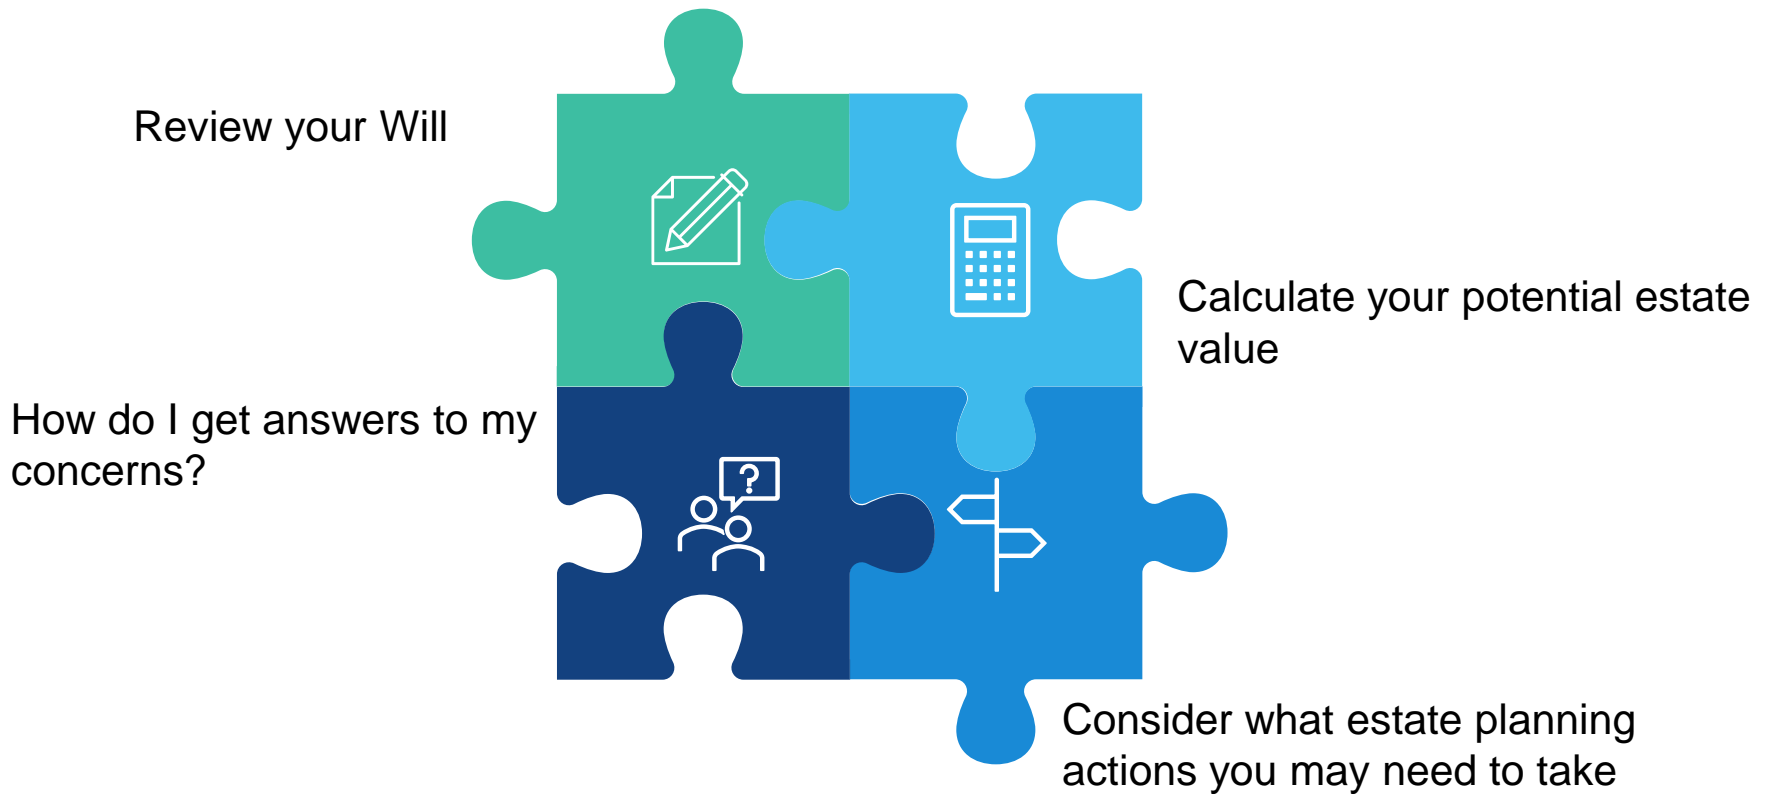 Review your Will
Calculate your potential estate
value
How do I get answers to my
concerns?
?
Consider what estate planning
actions you may need to take